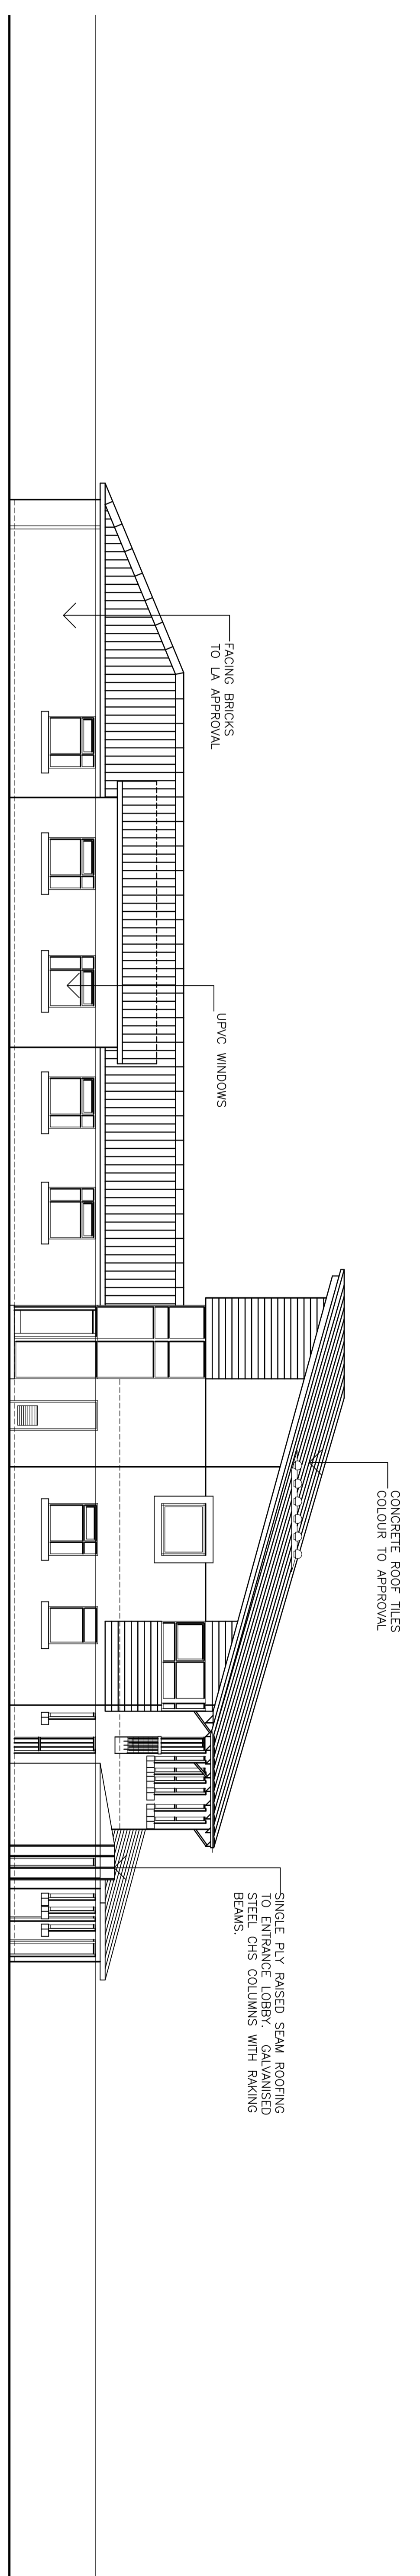 FACING BRICKS
TO LA APPROVAL
UPVC WINDOWS
CONCRETE ROOF TILES
COLOUR TO APPROVAL
SINGLE PLY RAISED SEAM ROOFING
TO ENTRANCE LOBBY. GALVANISED
STEEL CHS COLUMNS WITH RAKING
BEAMS.